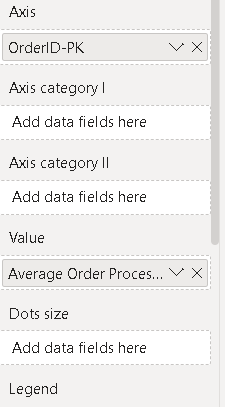 Axis
OrderID-PK
Axis category I
Add data fields here
Axis category II
Add data fields here
Value
Average Order Proces...
Dots size
Add data fields here
Legend